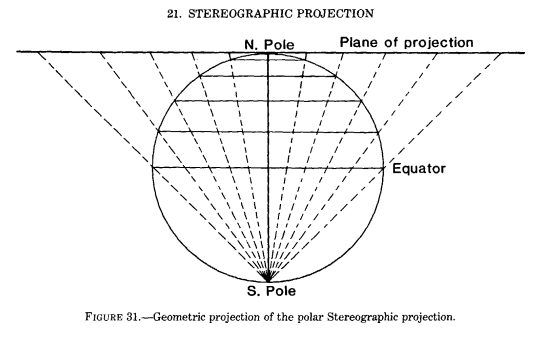 21. STEREOGRAPHIC PROJECTION
N. Pole
Plane of projection
Equator
S. Pole
FIGURE 31.—Geometric projection of the polar Stereographic projection.